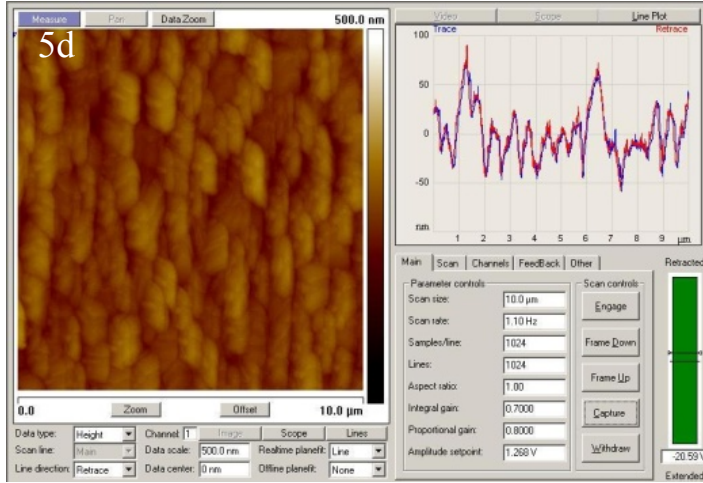 Measure Pan Data Zoom 500.0 nm
5d
0.0 Zoom Offset 10.0 µm
Data type: Height Channel: 1 Image Scope Lines
Scan line: Main Data scale: 500.0 nm Realtime planefit: Line
Line direction: Retrace Data center: 0 nm Offline planefit: None
Video Scope Line Plot
Trace Retrace
100
50
0
-50
nm
1 2 3 4 5 6 7 8 9 µm
Main Scan Channels FeedBack Other
Parameter controls
Scan size: 10.0 µm
Scan rate: 1.10 Hz
Samples/line: 1024
Lines: 1024
Aspect ratio: 1.00
Integral gain: 0.7000
Proportional gain: 0.8000
Amplitude setpoint: 1.268 V
Scan controls
Engage
Frame Down
Frame Up
Capture
Withdraw
Retracted
-20.59 V
Extended